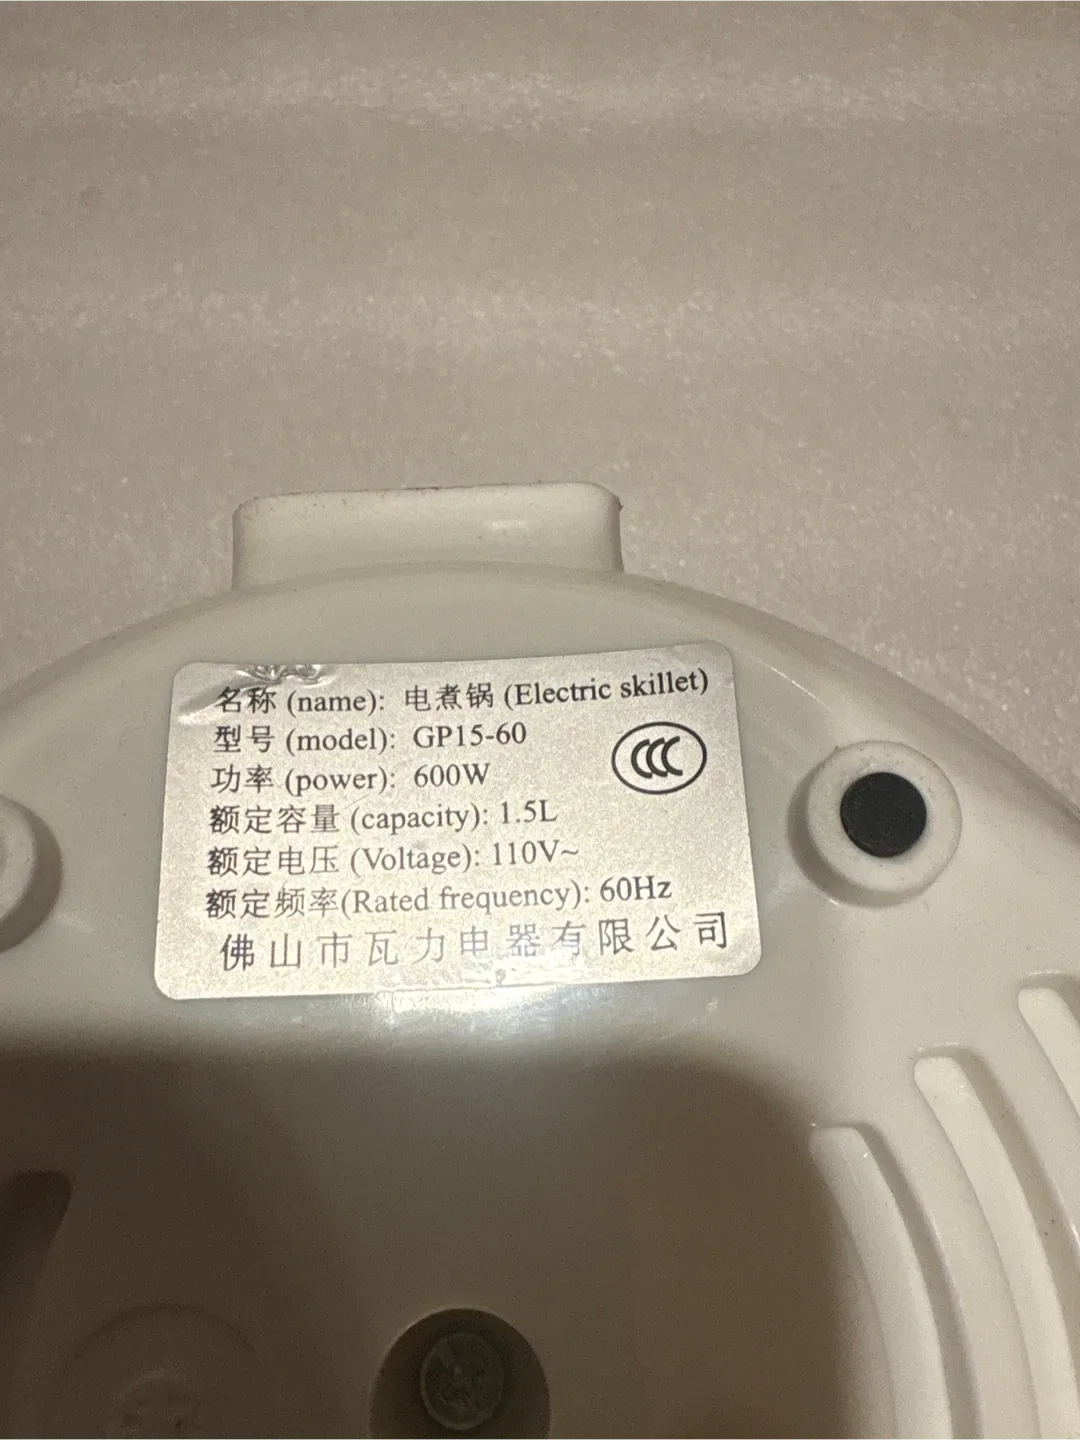 名称 (name): 电煮锅 (Electric skillet)
型号 (model): GP15-60
功率 (power): 600W
额定容量 (capacity): 1.5L
额定电压 (Voltage): 110V~
额定频率(Rated frequency): 60Hz
佛山市瓦力电器有限公司
CCC